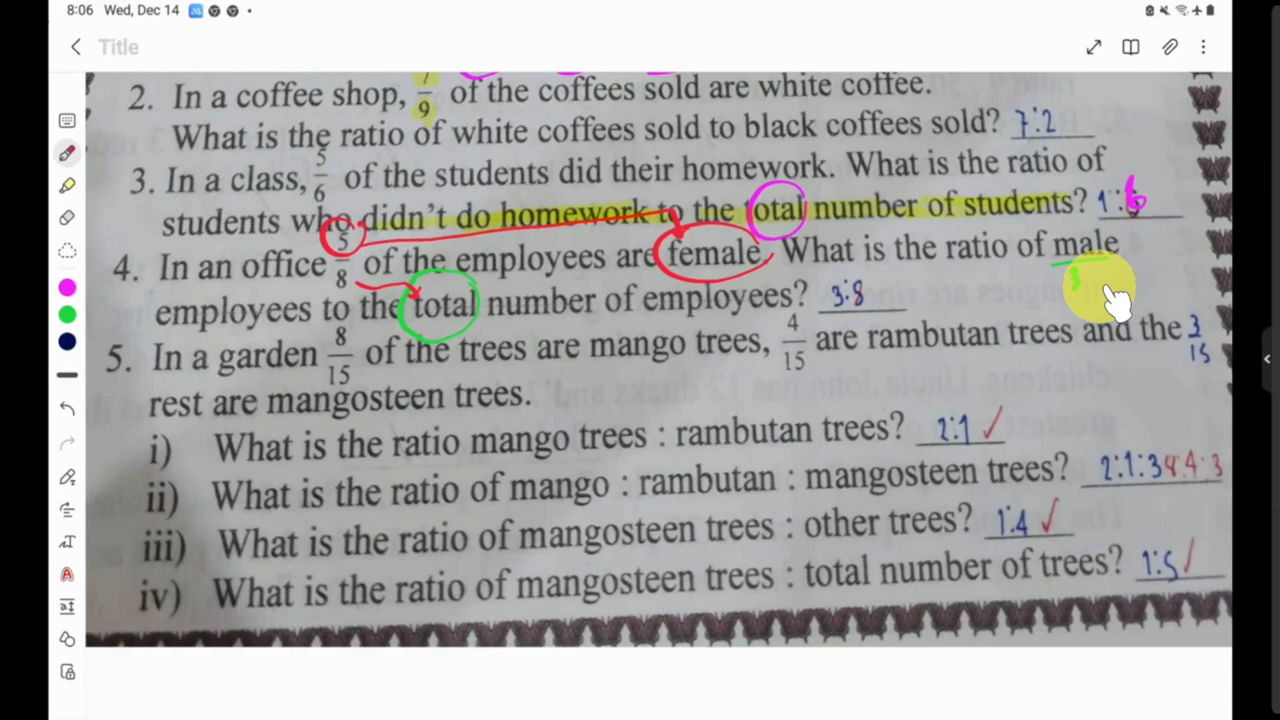 8:06 Wed, Dec 14
Title
2. In a coffee shop, 7/9 of the coffees sold are white coffee.
What is the ratio of white coffees sold to black coffees sold? 7:2
3. In a class, 5/6 of the students did their homework. What is the ratio of
students who didn't do homework to the total number of students? 1:6
4. In an office 5/8 of the employees are female. What is the ratio of male
employees to the total number of employees? 3:8
5. In a garden 8/15 of the trees are mango trees, 4/15 are rambutan trees and the 3/15
rest are mangosteen trees.
i) What is the ratio mango trees : rambutan trees? 2:1 ✓
ii) What is the ratio of mango : rambutan : mangosteen trees? 2:1:3 8:4:3
iii) What is the ratio of mangosteen trees : other trees? 1:4 ✓
iv) What is the ratio of mangosteen trees : total number of trees? 1:5 /